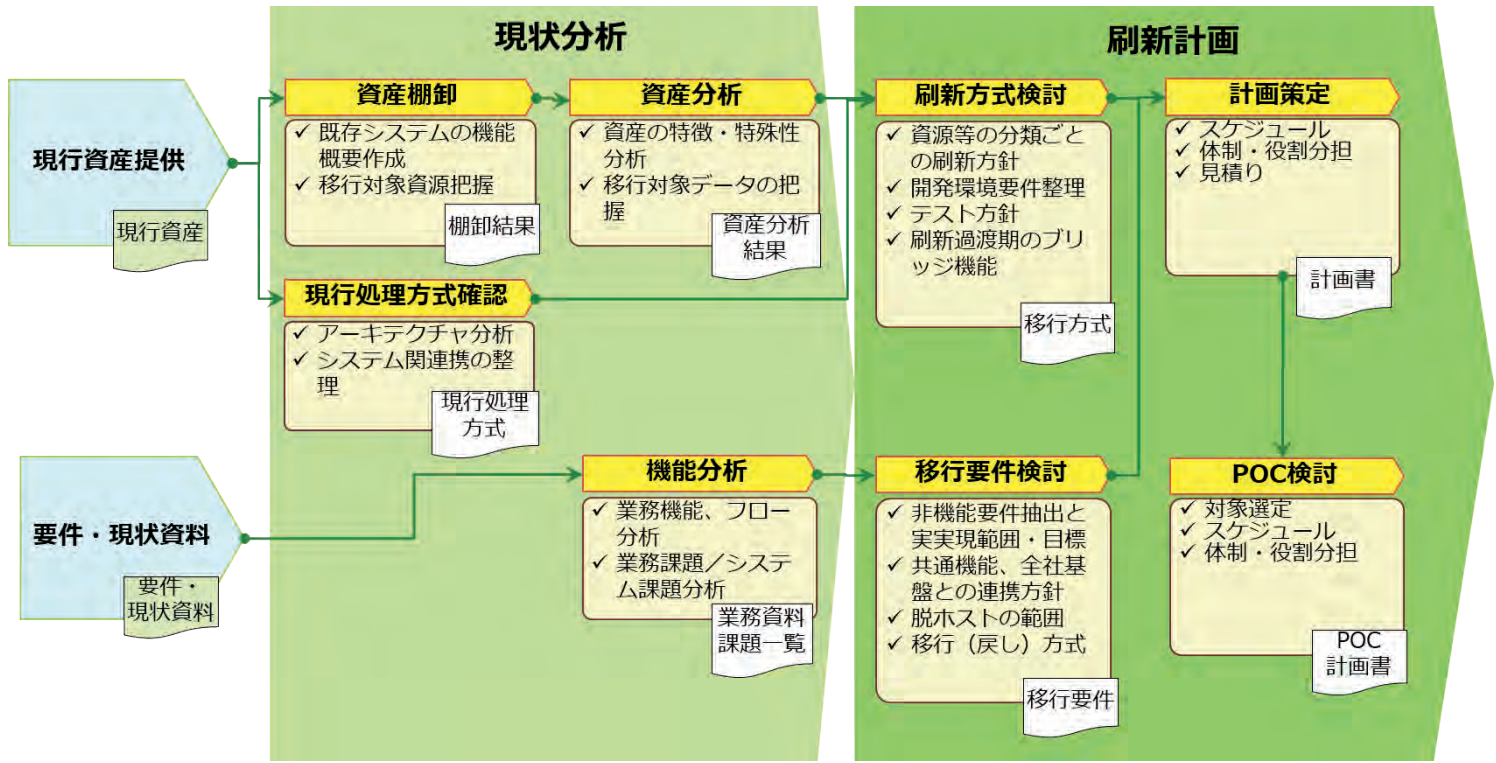 現状分析
刷新計画
現行資産提供
現行資産
資産棚卸
✓ 既存システムの機能
概要作成
✓ 移行対象資源把握
棚卸結果
資産分析
✓ 資産の特徴・特殊性
分析
✓ 移行対象データの把
握
資産分析
結果
現行処理方式確認
✓ アーキテクチャ分析
✓ システム関連携の整
理
現行処理
方式
刷新方式検討
✓ 資源等の分類ごと
の刷新方針
✓ 開発環境要件整理
✓ テスト方針
✓ 刷新過渡期のブリ
ッジ機能
移行方式
計画策定
✓ スケジュール
✓ 体制・役割分担
✓ 見積り
計画書
要件・現状資料
要件・
現状資料
機能分析
✓ 業務機能、フロー
分析
✓ 業務課題／システ
ム課題分析
業務資料
課題一覧
移行要件検討
✓ 非機能要件抽出と
実実現範囲・目標
✓ 共通機能、全社基
盤との連携方針
✓ 脱ホストの範囲
✓ 移行（戻し）方式
移行要件
POC検討
✓ 対象選定
✓ スケジュール
✓ 体制・役割分担
POC
計画書